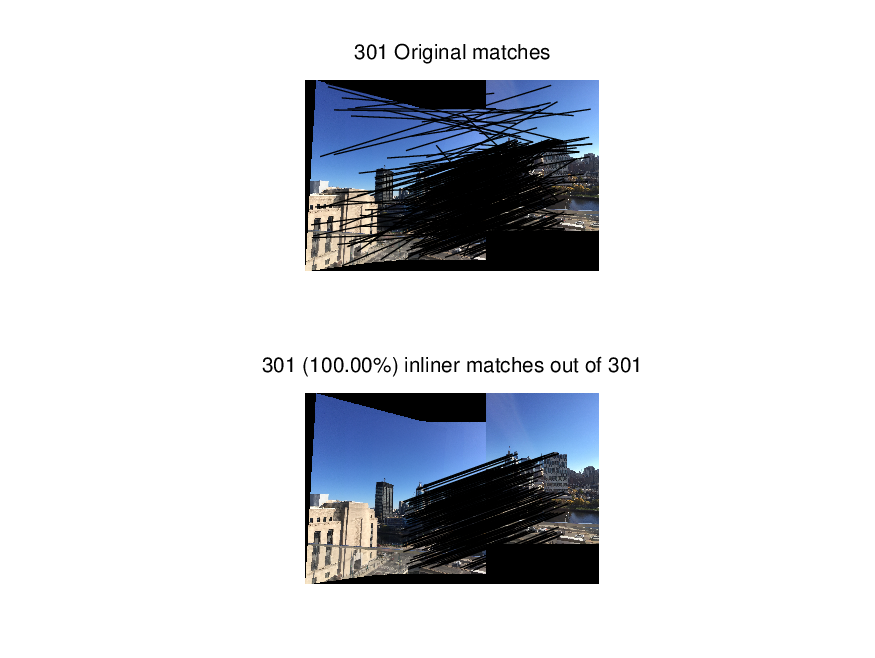 301 Original matches
301 (100.00%) inliner matches out of 301